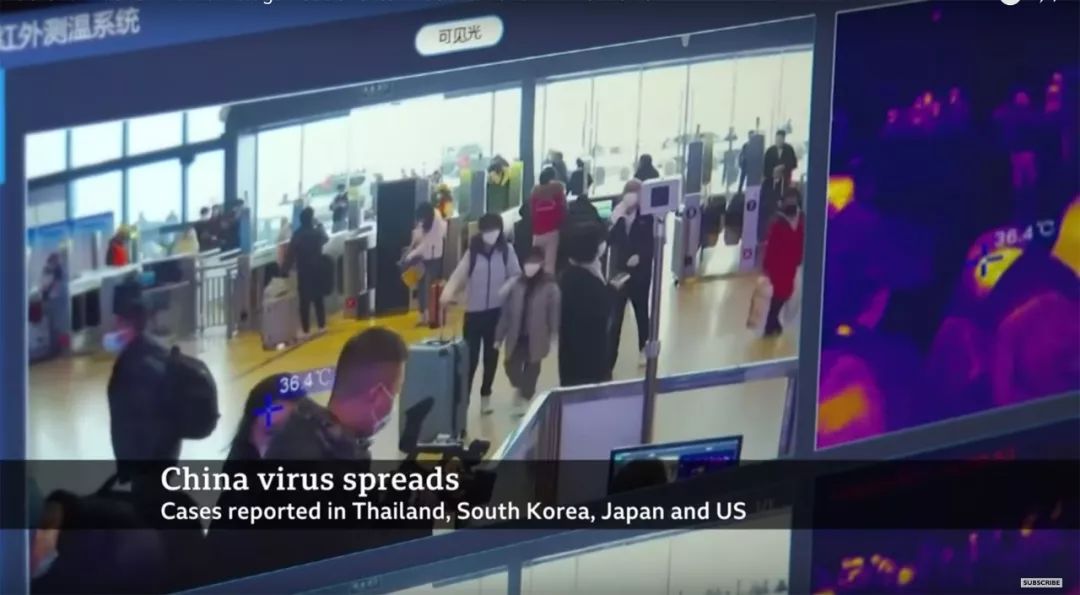 红外测温系统
可见光
36.4℃
36.4℃
China virus spreads
Cases reported in Thailand, South Korea, Japan and US
SUBSCRIBE